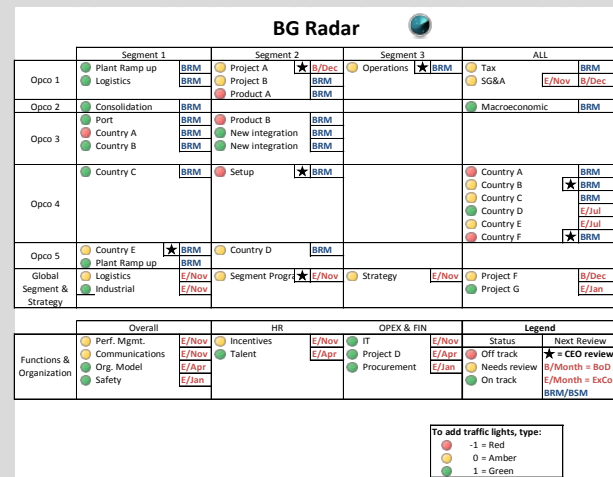 BG Radar
Segment 1 Segment 2 Segment 3 ALL
Opco 1 Plant Ramp up BRM Project A ★ B/Dec Operations ★ BRM Tax BRM
Logistics BRM Project B BRM SG&A E/Nov B/Dec
Product A BRM
Opco 2 Consolidation BRM Macroeconomic BRM
Opco 3 Port BRM Product B BRM
Country A BRM New integration BRM
Country B BRM New integration BRM
Opco 4 Country C BRM Setup ★ BRM Country A BRM
Country B ★ BRM
Country C BRM
Country D E/Jul
Country E E/Jul
Country F ★ BRM
Opco 5 Country E ★ BRM Country D BRM
Plant Ramp up BRM
Global Segment & Strategy Logistics E/Nov Segment Progra ★ E/Nov Strategy E/Nov Project F B/Dec
Industrial E/Nov Project G E/Jan
Overall HR OPEX & FIN Legend
Functions & Organization Perf. Mgmt. E/Nov Incentives E/Nov IT E/Nov Status Next Review
Communications E/Nov Talent E/Apr Project D E/Apr Off track ★ = CEO review
Org. Model E/Apr Procurement E/Jan Needs review B/Month = BoD
Safety E/Jan On track E/Month = ExCo
BRM/BSM
To add traffic lights, type:
-1 = Red
0 = Amber
1 = Green